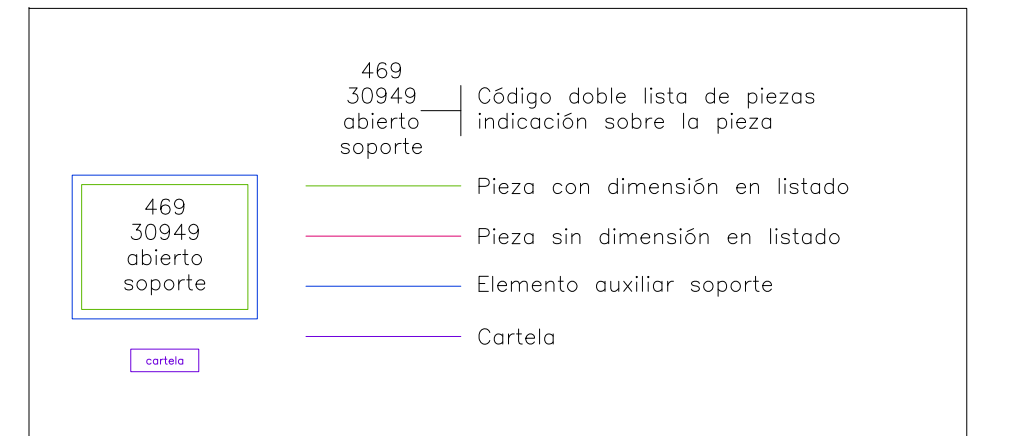 469
30949
abierto
soporte
Código doble lista de piezas
indicación sobre la pieza
Pieza con dimensión en listado
Pieza sin dimensión en listado
Elemento auxiliar soporte
Cartela
469
30949
abierto
soporte
cartela